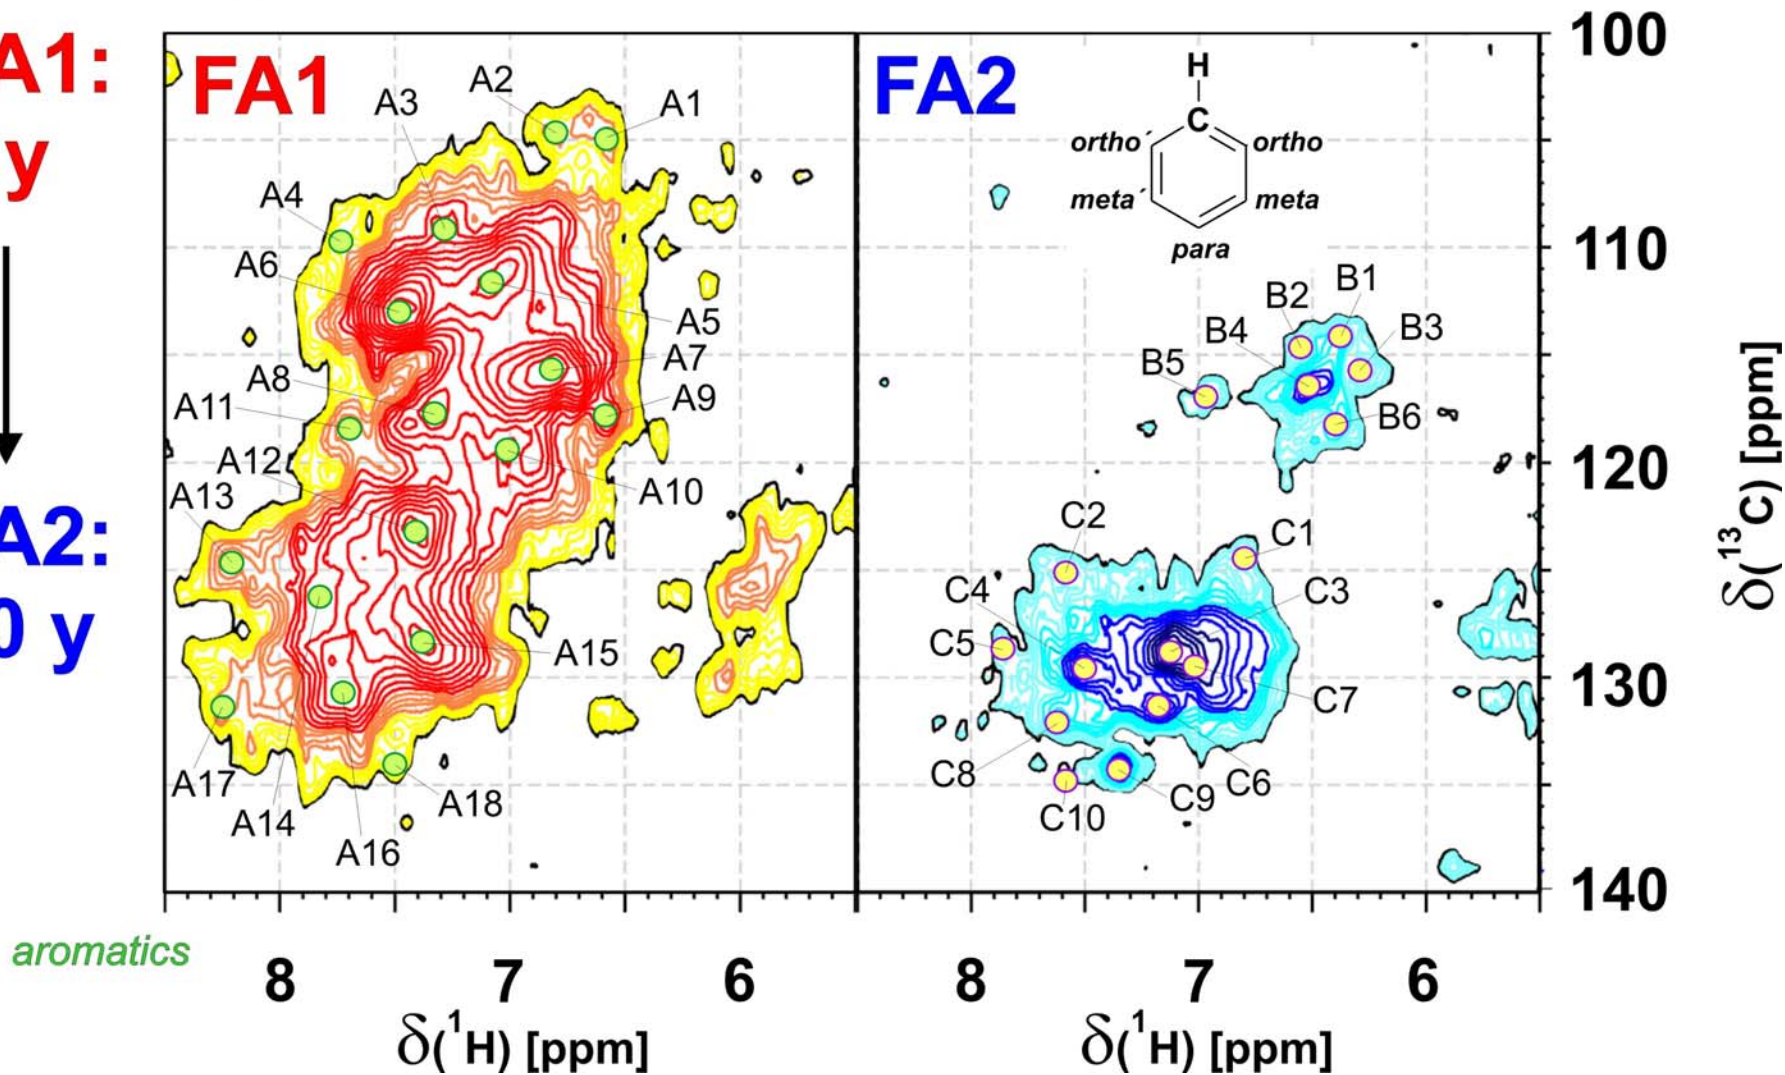 A1:
y
A2:
0 y
aromatics
FA1
A2
A1
A3
A4
A6
A5
A7
A8
A9
A11
A12
A10
A13
A15
A17
A18
A14
A16
8 7 6
δ(¹H) [ppm]
FA2
H
C
ortho´ ortho
meta´ meta
para
B1
B2
B3
B4
B5
B6
C2
C1
C4
C3
C5
C7
C8
C6
C9
C10
8 7 6
δ(¹H) [ppm]
100
110
120
130
140
δ(¹³C) [ppm]